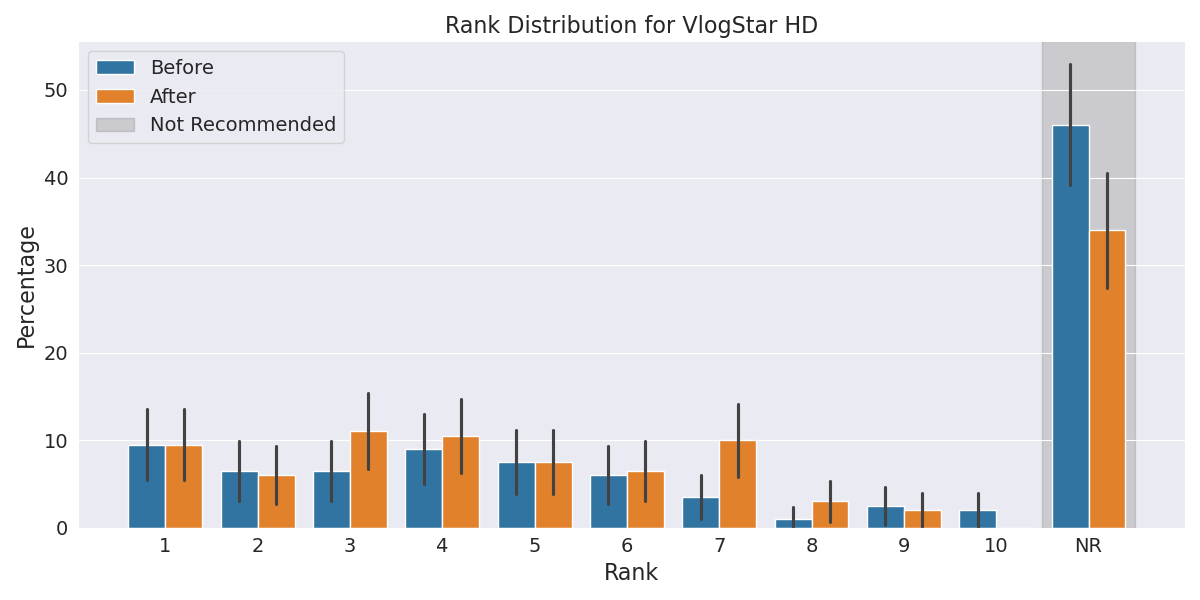 Rank Distribution for VlogStar HD
Before
After
Not Recommended
Percentage
50
40
30
20
10
0
1 2 3 4 5 6 7 8 9 10 NR
Rank